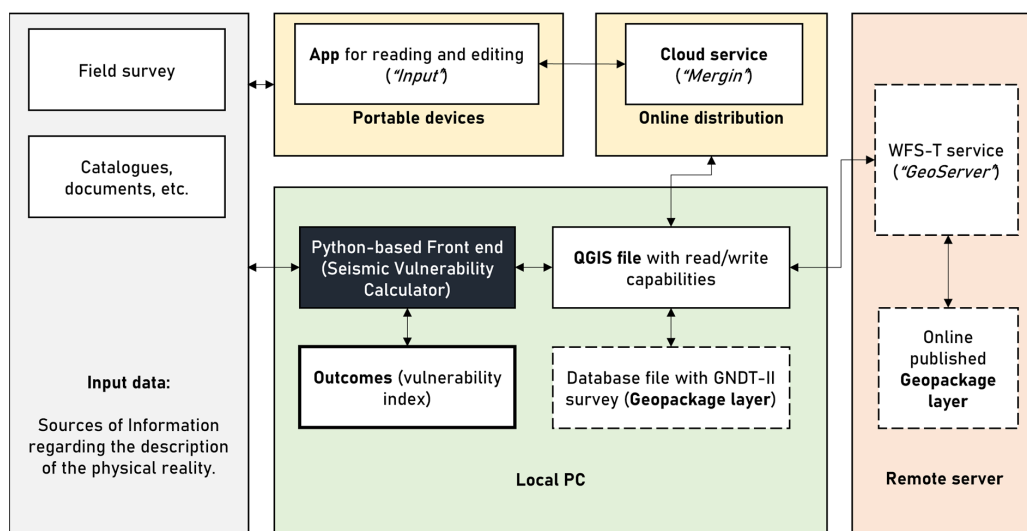 Field survey
Catalogues,
documents, etc.
Input data:
Sources of Information
regarding the description
of the physical reality.
App for reading and editing
("Input")
Portable devices
Cloud service
("Mergin")
Online distribution
Python-based Front end
(Seismic Vulnerability
Calculator)
QGIS file with read/write
capabilities
Outcomes (vulnerability
index)
Database file with GNDT-II
survey (Geopackage layer)
Local PC
WFS-T service
("GeoServer")
Online
published
Geopackage
layer
Remote server